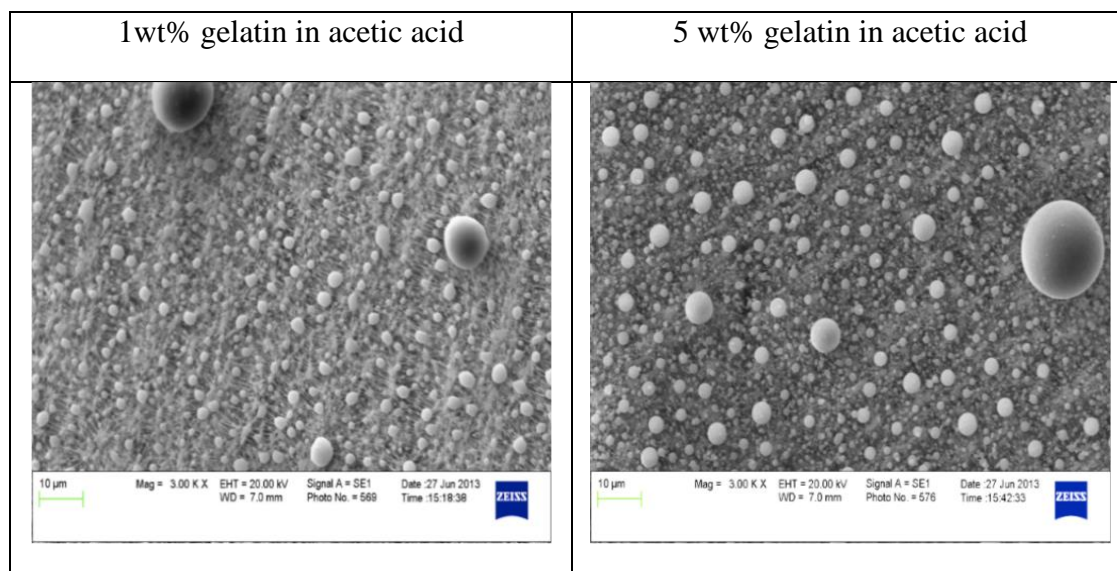 1wt% gelatin in acetic acid
5 wt% gelatin in acetic acid
10 µm
Mag = 3.00 K X
EHT = 20.00 kV
WD = 7.0 mm
Signal A = SE1
Photo No. = 569
Date :27 Jun 2013
Time :15:18:38
ZEISS
10 µm
Mag = 3.00 K X
EHT = 20.00 kV
WD = 7.0 mm
Signal A = SE1
Photo No. = 576
Date :27 Jun 2013
Time :15:42:33
ZEISS